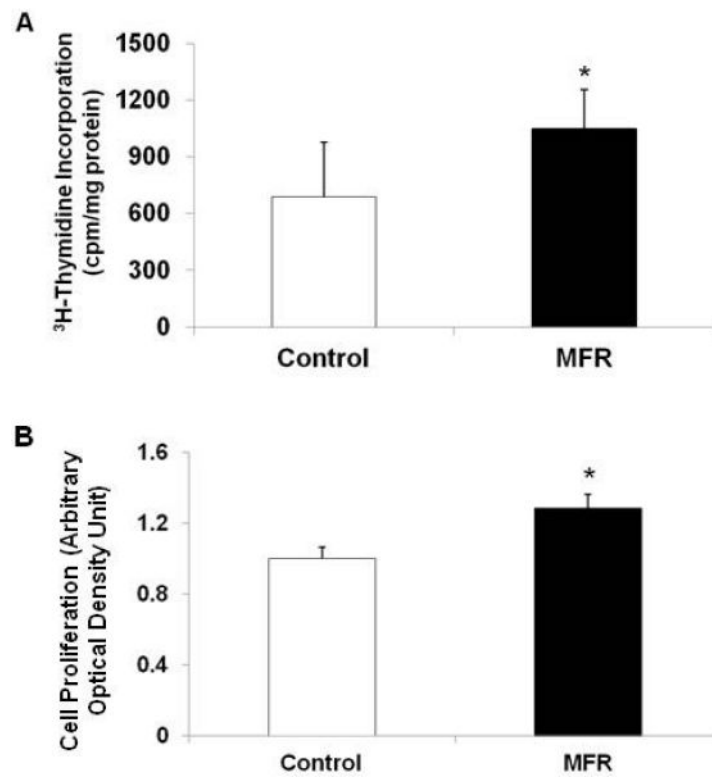 A
³H-Thymidine Incorporation
(cpm/mg protein)
1500
1200
900
600
300
0
*
Control MFR
B
Cell Proliferation (Arbitrary
Optical Density Unit)
1.6
1.2
0.8
0.4
0
*
Control MFR